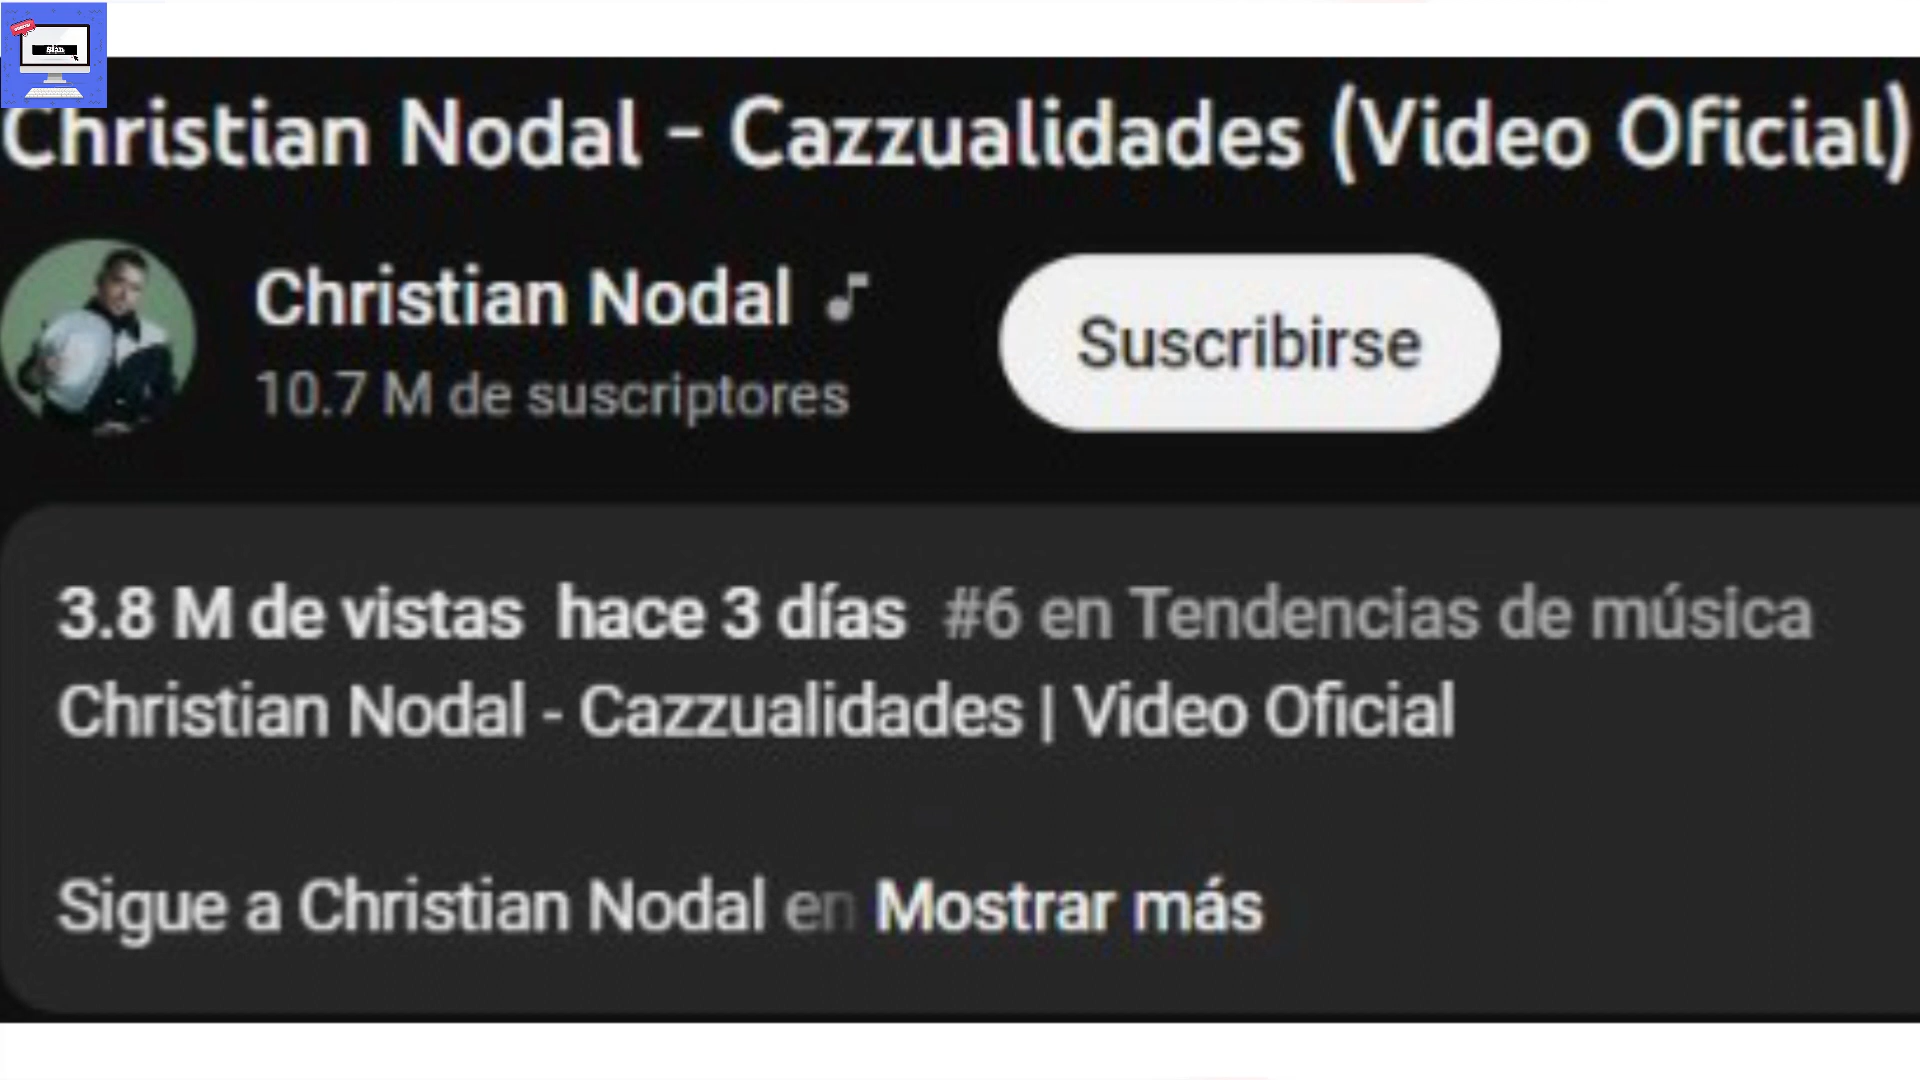 Christian Nodal - Cazzualidades (Video Oficial)
Christian Nodal
10.7 M de suscriptores
Suscribirse
3.8 M de vistas hace 3 días #6 en Tendencias de música
Christian Nodal - Cazzualidades | Video Oficial
Sigue a Christian Nodal en Mostrar más